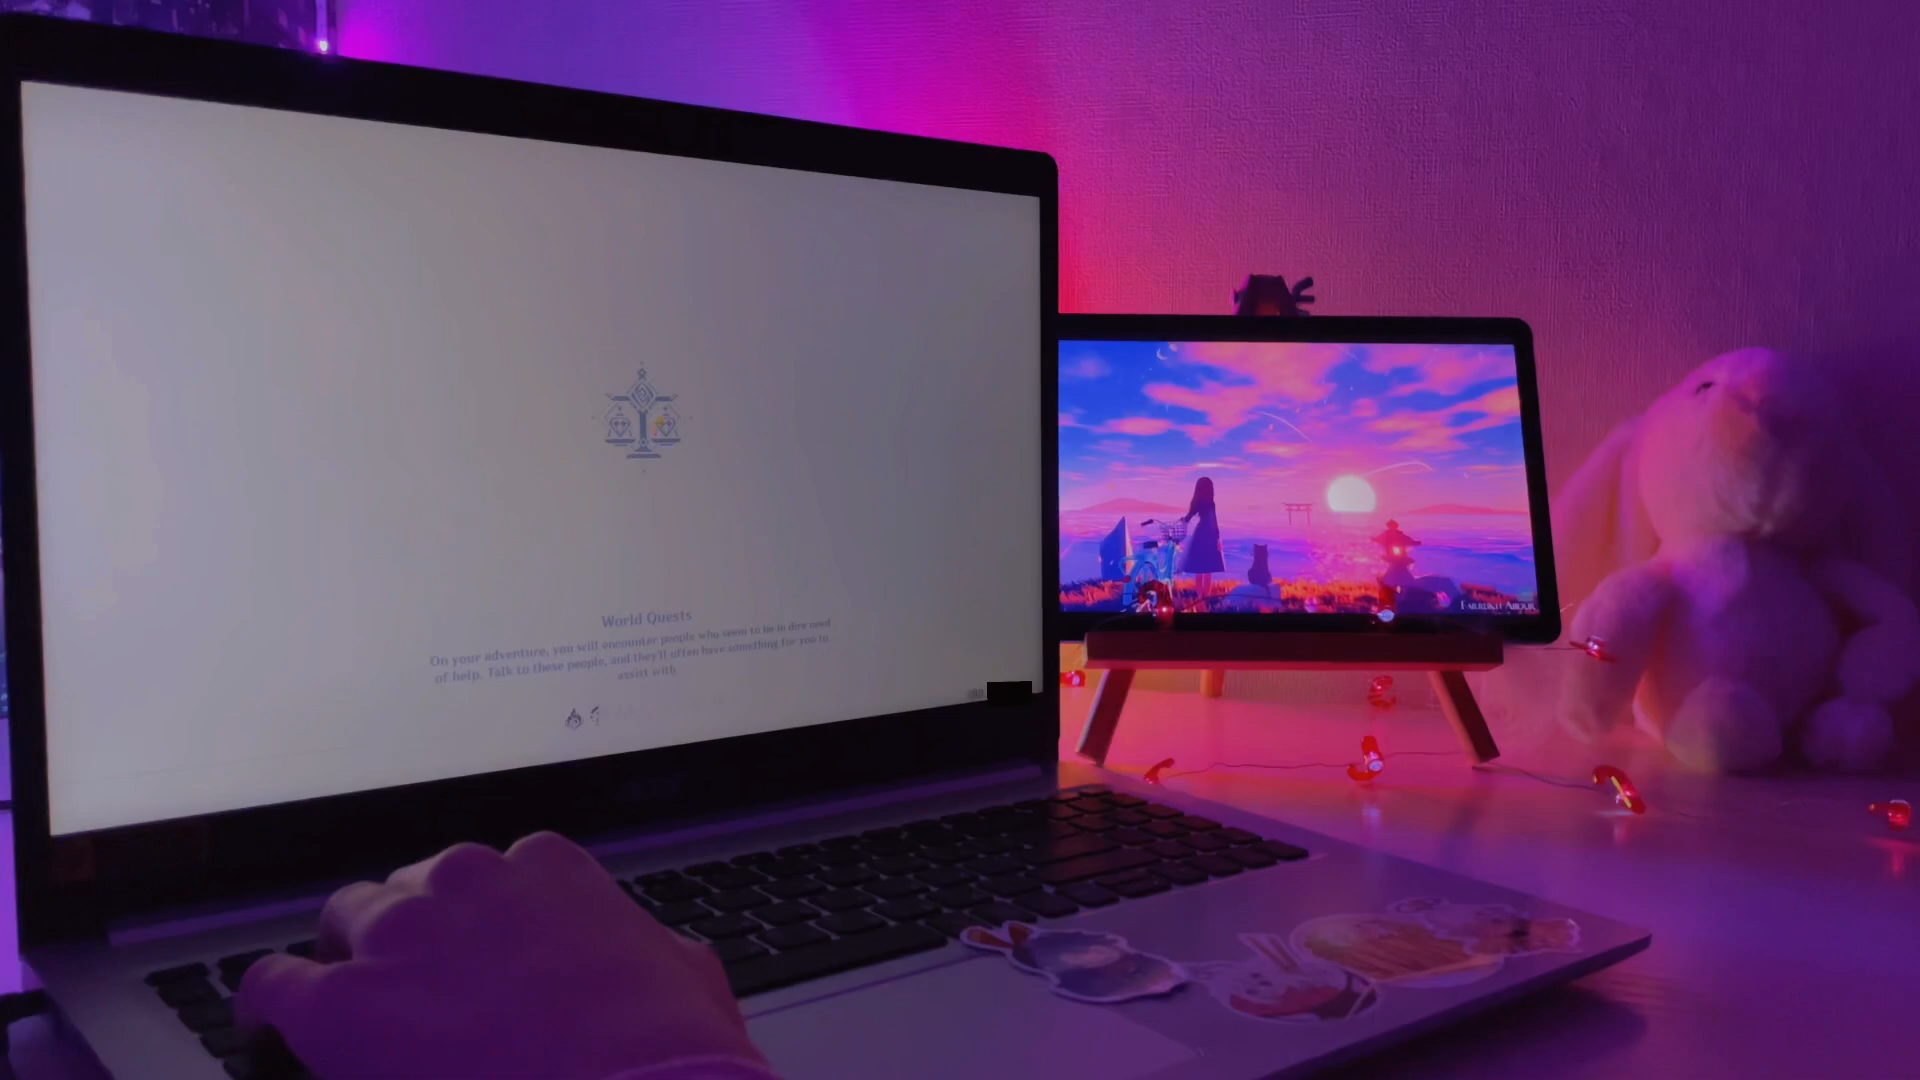 World Quests
On your adventure, you will encounter people who seem to be in dire need
of help. Talk to these people, and they'll often have something for you to
assist with.